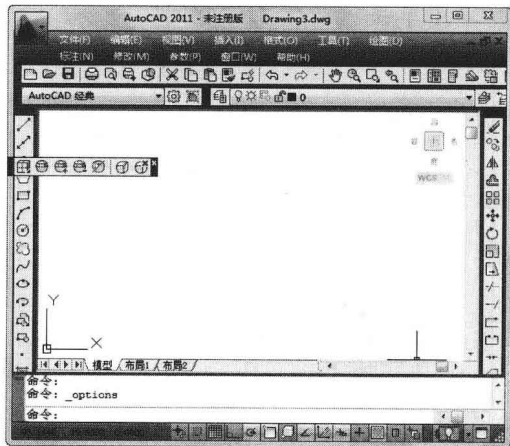 AutoCAD 2011 - 未注册版 Drawing3.dwg
文件(F) 编辑(E) 视图(V) 插入(I) 格式(O) 工具(T) 绘图(D)
标注(N) 修改(M) 参数(P) 窗口(W) 帮助(H)
AutoCAD 经典
0
WCS
Y
X
模型 布局1 布局2
命令:
命令: _options
命令: